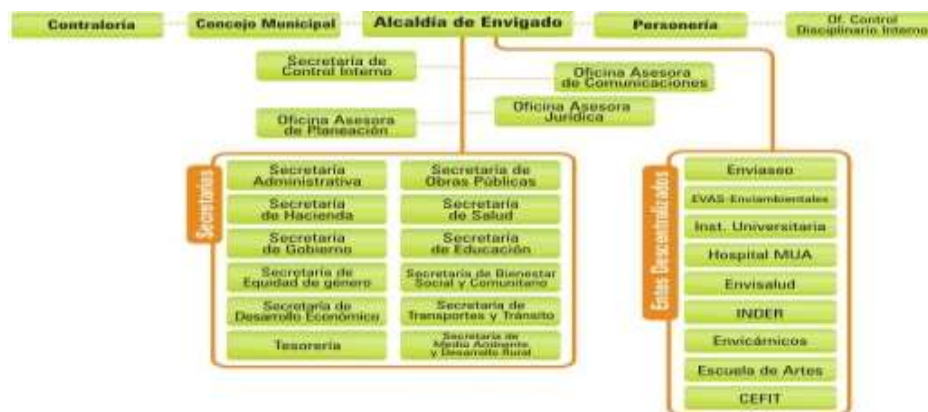 Contraloría
Concejo Municipal
Alcaldía de Envigado
Personería
Of. Control
Disciplinario Interno
Secretaría de
Control Interno
Oficina Asesora
de Comunicaciones
Oficina Asesora
de Planeación
Oficina Asesora
Jurídica
Secretarías
Secretaría
Administrativa
Secretaría de
Obras Públicas
Secretaría
de Hacienda
Secretaría
de Salud
Secretaría
de Gobierno
Secretaría
de Educación
Secretaría de
Equidad de género
Secretaría de Bienestar
Social y Comunitario
Secretaría de
Desarrollo Económico
Secretaría de
Transportes y Tránsito
Tesorería
Secretaría de
Medio Ambiente
y Desarrollo Rural
Entes Descentralizados
Enviaseo
EVAS-Enviambientales
Inst. Universitaria
Hospital MUA
Envisalud
INDER
Envicárnicos
Escuela de Artes
CEFIT